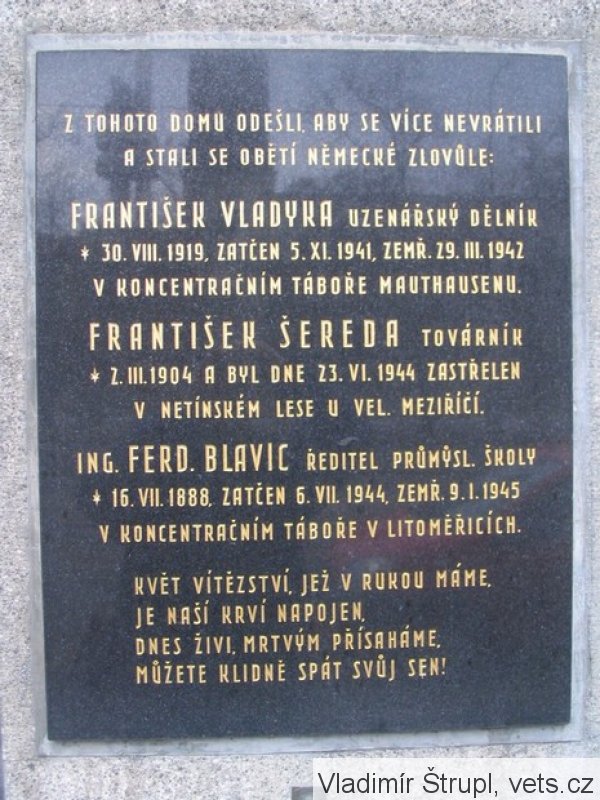 Z TOHOTO DOMU ODEŠLI, ABY SE VÍCE NEVRÁTILI
A STALI SE OBĚTÍ NĚMECKÉ ZLOVŮLE:
FRANTIŠEK VLADYKA UZENÁŘSKÝ DĚLNÍK
* 30. VIII. 1919, ZATČEN 5. XI. 1941, ZEMŘ. 29. III. 1942
V KONCENTRAČNÍM TÁBOŘE MAUTHAUSENU.
FRANTIŠEK ŠEREDA TOVÁRNÍK
* 2. III. 1904 A BYL DNE 23. VI. 1944 ZASTŘELEN
V NETÍNSKÉM LESE U VEL. MEZIŘÍČÍ.
ING. FERD. BLAVIC ŘEDITEL PRŮMYSL. ŠKOLY
* 16. VII. 1888, ZATČEN 6. VII. 1944, ZEMŘ. 9. I. 1945
V KONCENTRAČNÍM TÁBOŘE V LITOMĚŘICÍCH.
KVĚT VÍTĚZSTVÍ, JEŽ V RUKOU MÁME,
JE NAŠÍ KRVÍ NAPOJEN,
DNES ŽIVI, MRTVÝM PŘÍSAHÁME,
MŮŽETE KLIDNĚ SPÁT SVŮJ SEN!
Vladimír Štrupl, vets.cz